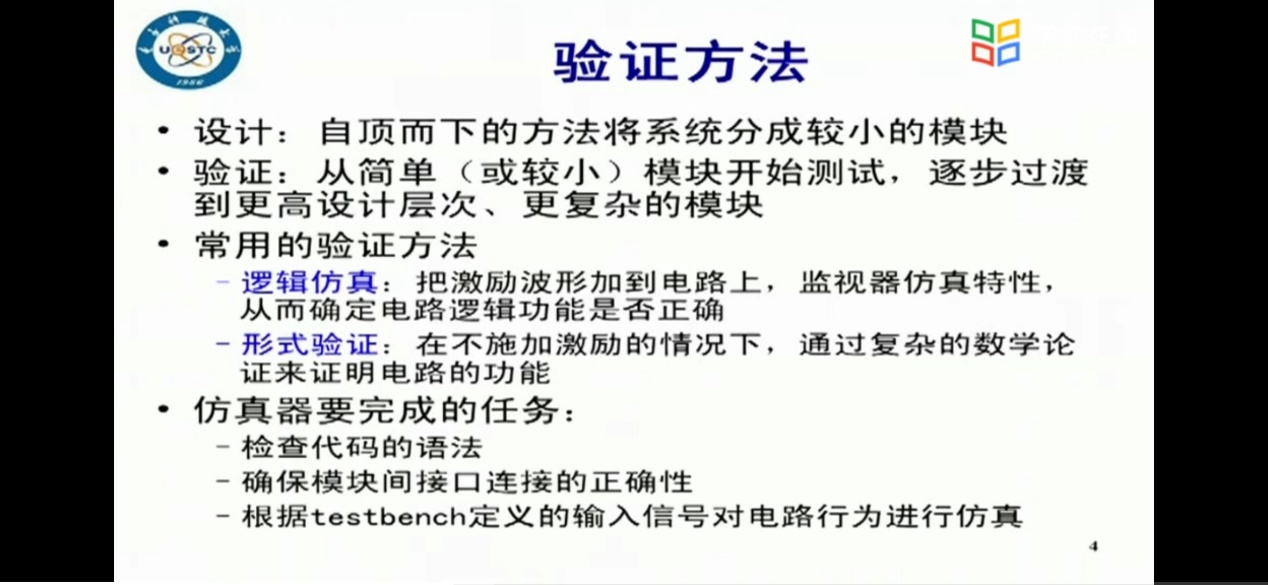 UESTC
1956
验证方法
• 设计：自顶而下的方法将系统分成较小的模块
• 验证：从简单（或较小）模块开始测试，逐步过渡
到更高设计层次、更复杂的模块
• 常用的验证方法
– 逻辑仿真：把激励波形加到电路上，监视器仿真特性，
从而确定电路逻辑功能是否正确
– 形式验证：在不施加激励的情况下，通过复杂的数学论
证来证明电路的功能
• 仿真器要完成的任务：
– 检查代码的语法
– 确保模块间接口连接的正确性
– 根据testbench定义的输入信号对电路行为进行仿真
4